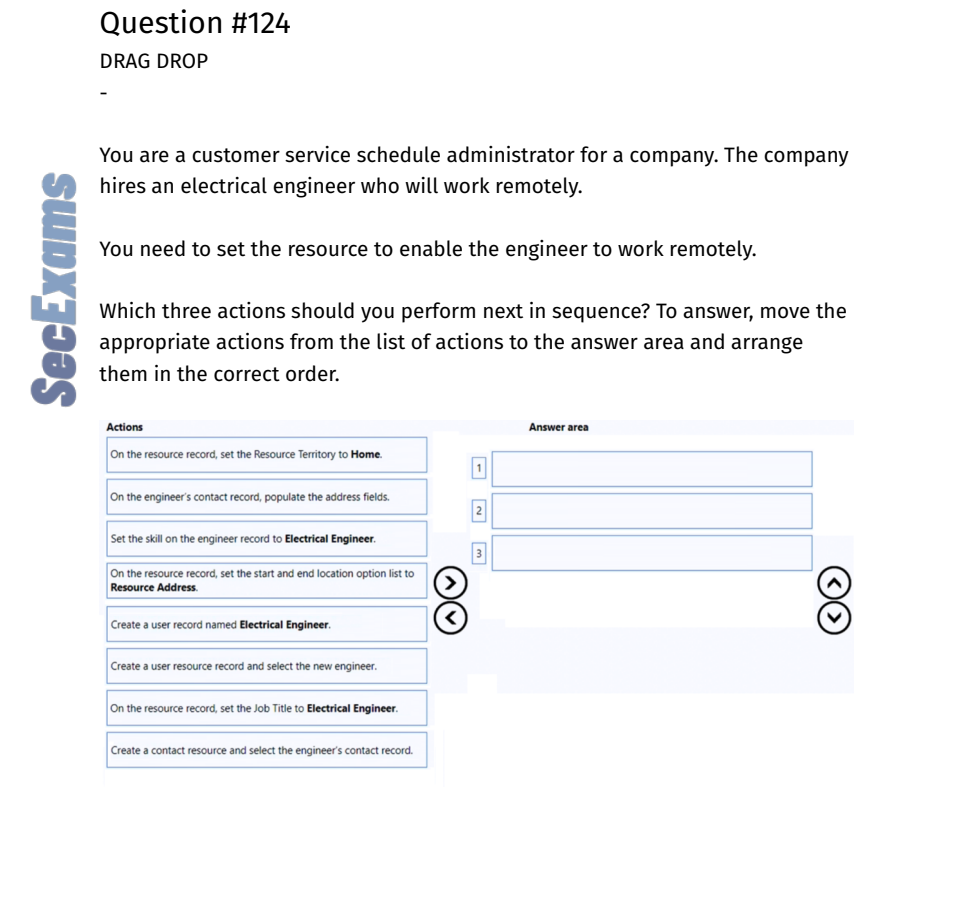 Question #124
DRAG DROP
-
You are a customer service schedule administrator for a company. The company
hires an electrical engineer who will work remotely.
You need to set the resource to enable the engineer to work remotely.
Which three actions should you perform next in sequence? To answer, move the
appropriate actions from the list of actions to the answer area and arrange
them in the correct order.
SecExams
Actions
Answer area
On the resource record, set the Resource Territory to Home.
On the engineer's contact record, populate the address fields.
Set the skill on the engineer record to Electrical Engineer.
On the resource record, set the start and end location option list to
Resource Address.
Create a user record named Electrical Engineer.
Create a user resource record and select the new engineer.
On the resource record, set the Job Title to Electrical Engineer.
Create a contact resource and select the engineer's contact record.
1
2
3